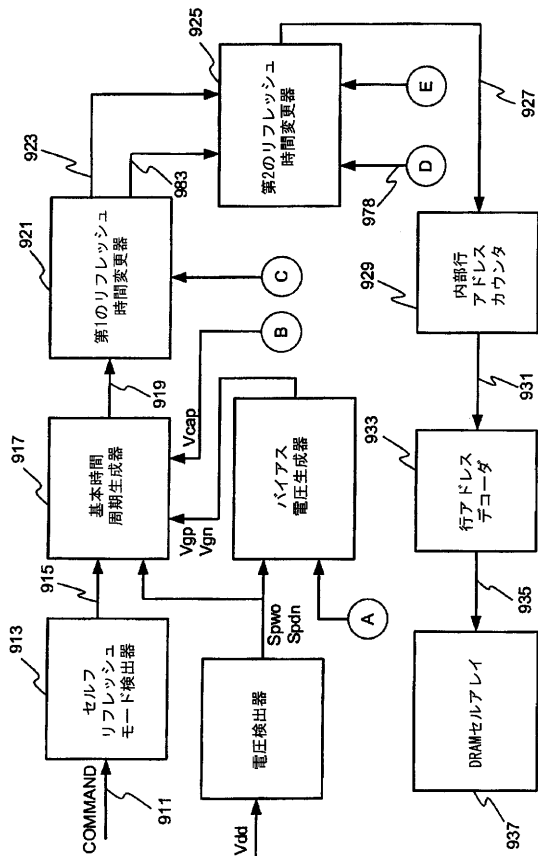 COMMAND
911
913
セルフ
リフレッシュ
モード検出器
915
917
基本時間
周期生成器
919
921
第1のリフレッシュ
時間変更器
923
983
925
第2のリフレッシュ
時間変更器
927
Vdd
電圧検出器
Spwo
Spdn
バイアス
電圧生成器
Vgp
Vgn
Vcap
A
B
C
D
978
E
929
内部行
アドレス
カウンタ
931
933
行アドレス
デコーダ
935
937
DRAMセルアレイ